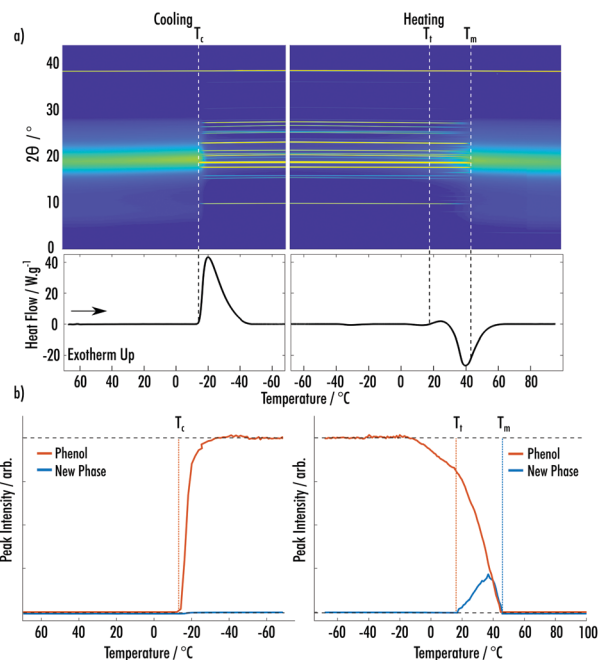 Cooling
Heating
a)
Tc
Tt
Tm
2θ / °
40
30
20
10
0
Heat Flow / W.g-1
40
20
0
-20
Exotherm Up
60 40 20 0 -20 -40 -60
-60 -40 -20 0 20 40 60 80
Temperature / °C
Temperature / °C
b)
Tc
Tt
Tm
Phenol
New Phase
Phenol
New Phase
Peak Intensity / arb.
Peak Intensity / arb.
60 40 20 0 -20 -40 -60
-60 -40 -20 0 20 40 60 80 100
Temperature / °C
Temperature / °C